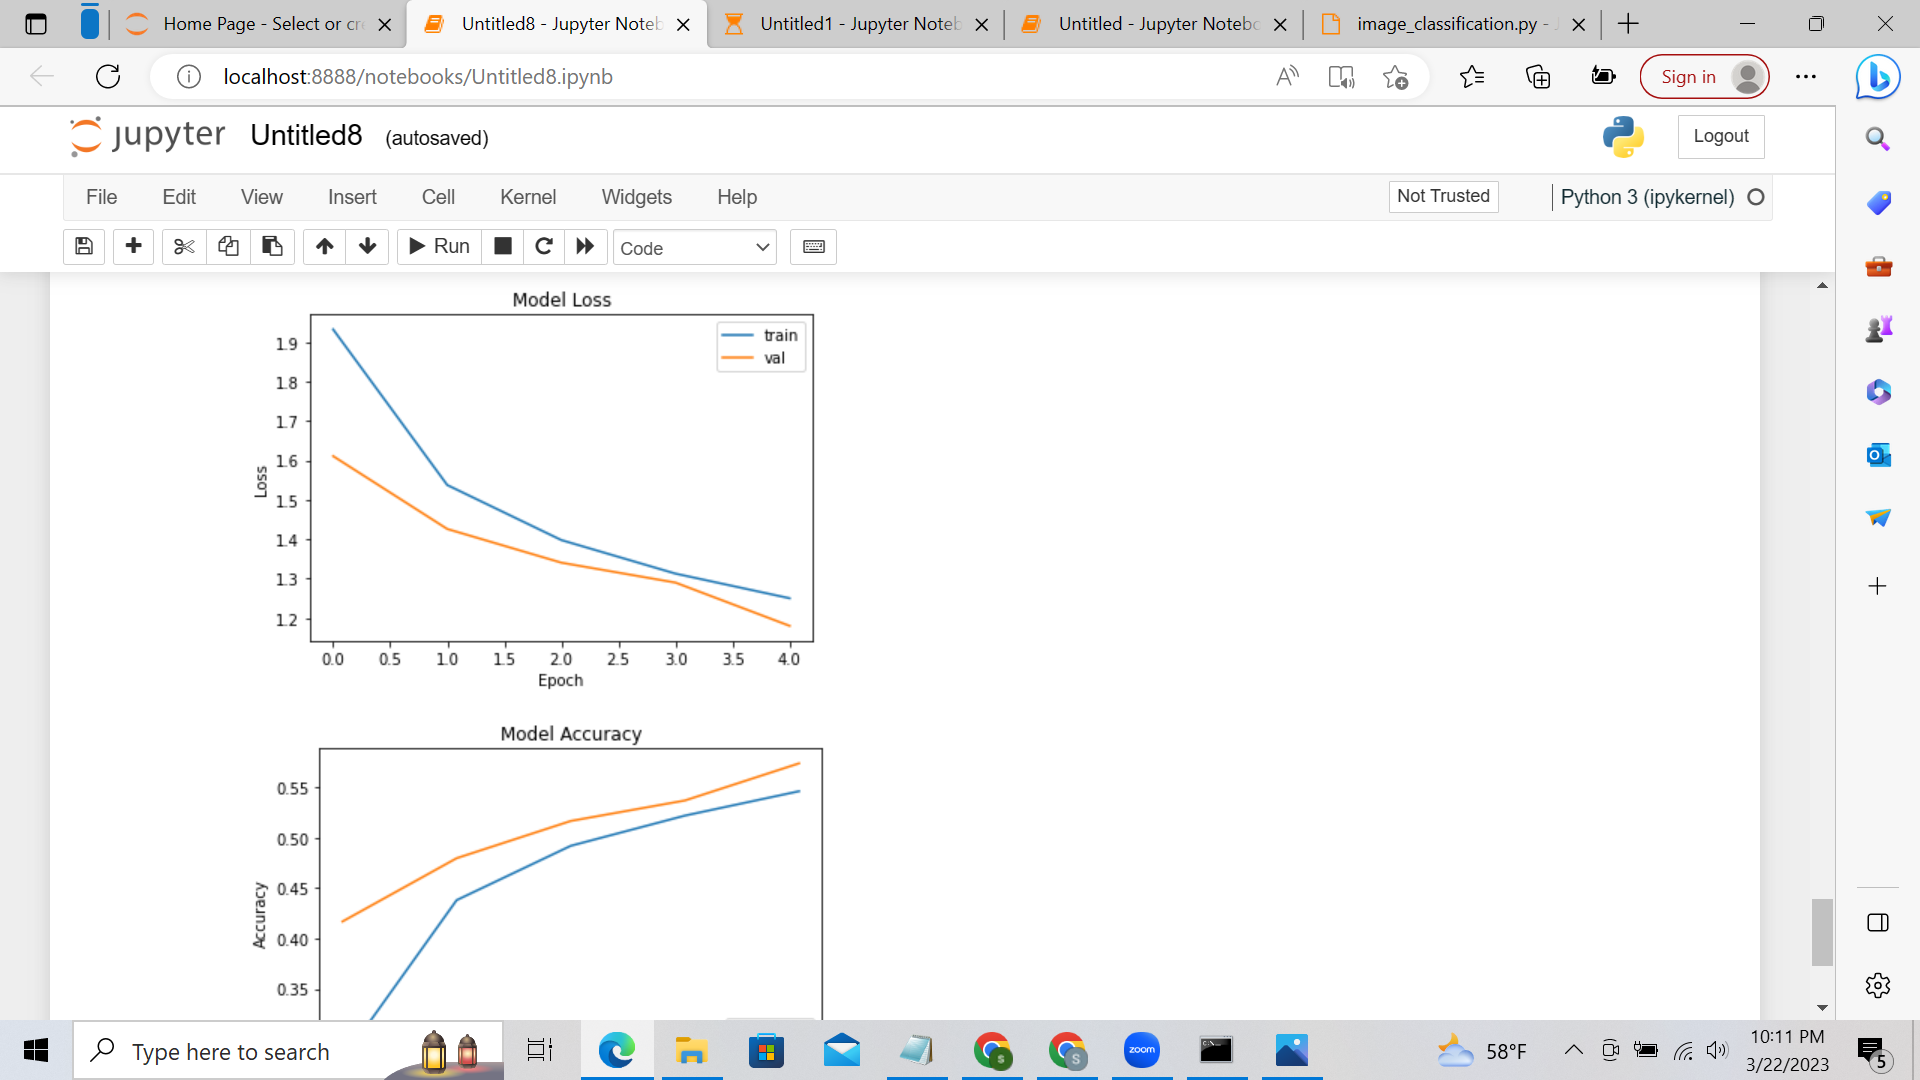 Home Page - Select or cr
Untitled8 - Jupyter Noteb
Untitled1 - Jupyter Noteb
Untitled - Jupyter Notebo
image_classification.py -
localhost:8888/notebooks/Untitled8.ipynb
Sign in
jupyter Untitled8 (autosaved)
Logout
File Edit View Insert Cell Kernel Widgets Help
Not Trusted
Python 3 (ipykernel)
Run
Code
Model Loss
train
val
1.9
1.8
1.7
1.6
1.5
1.4
1.3
1.2
Loss
0.0 0.5 1.0 1.5 2.0 2.5 3.0 3.5 4.0
Epoch
Model Accuracy
0.55
0.50
0.45
0.40
0.35
Accuracy
Type here to search
zoom
58°F
10:11 PM
3/22/2023
5